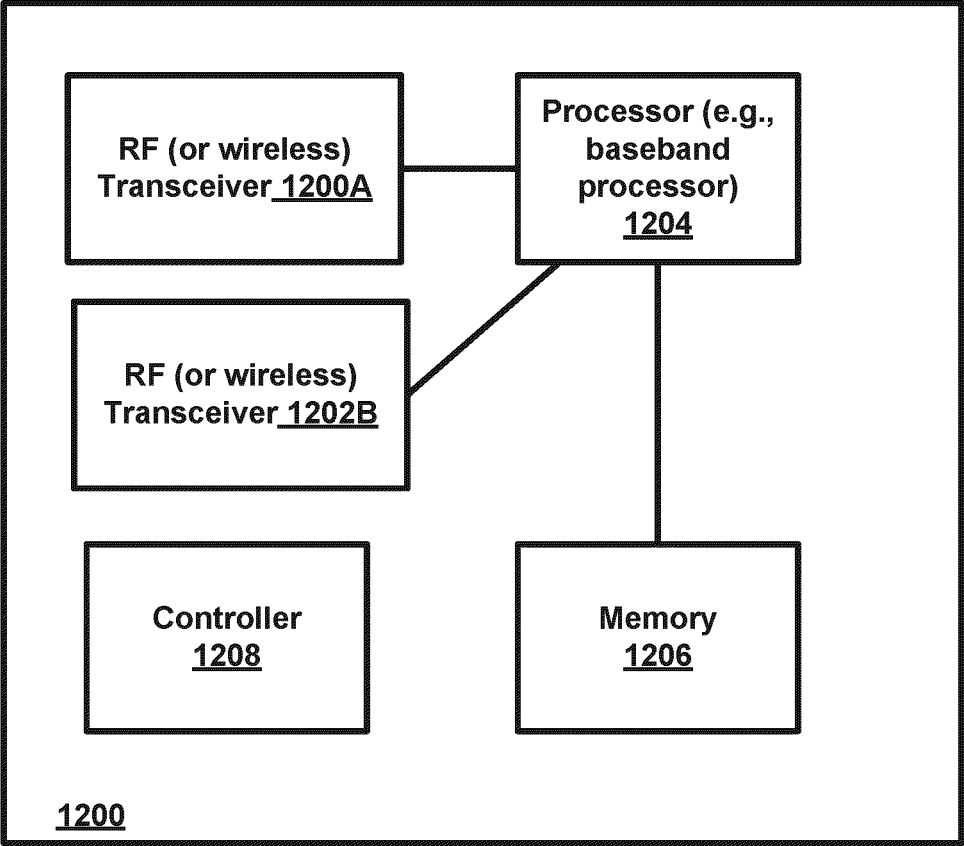 RF (or wireless)
Transceiver 1200A
Processor (e.g.,
baseband
processor)
1204
RF (or wireless)
Transceiver 1202B
Controller
1208
Memory
1206
1200